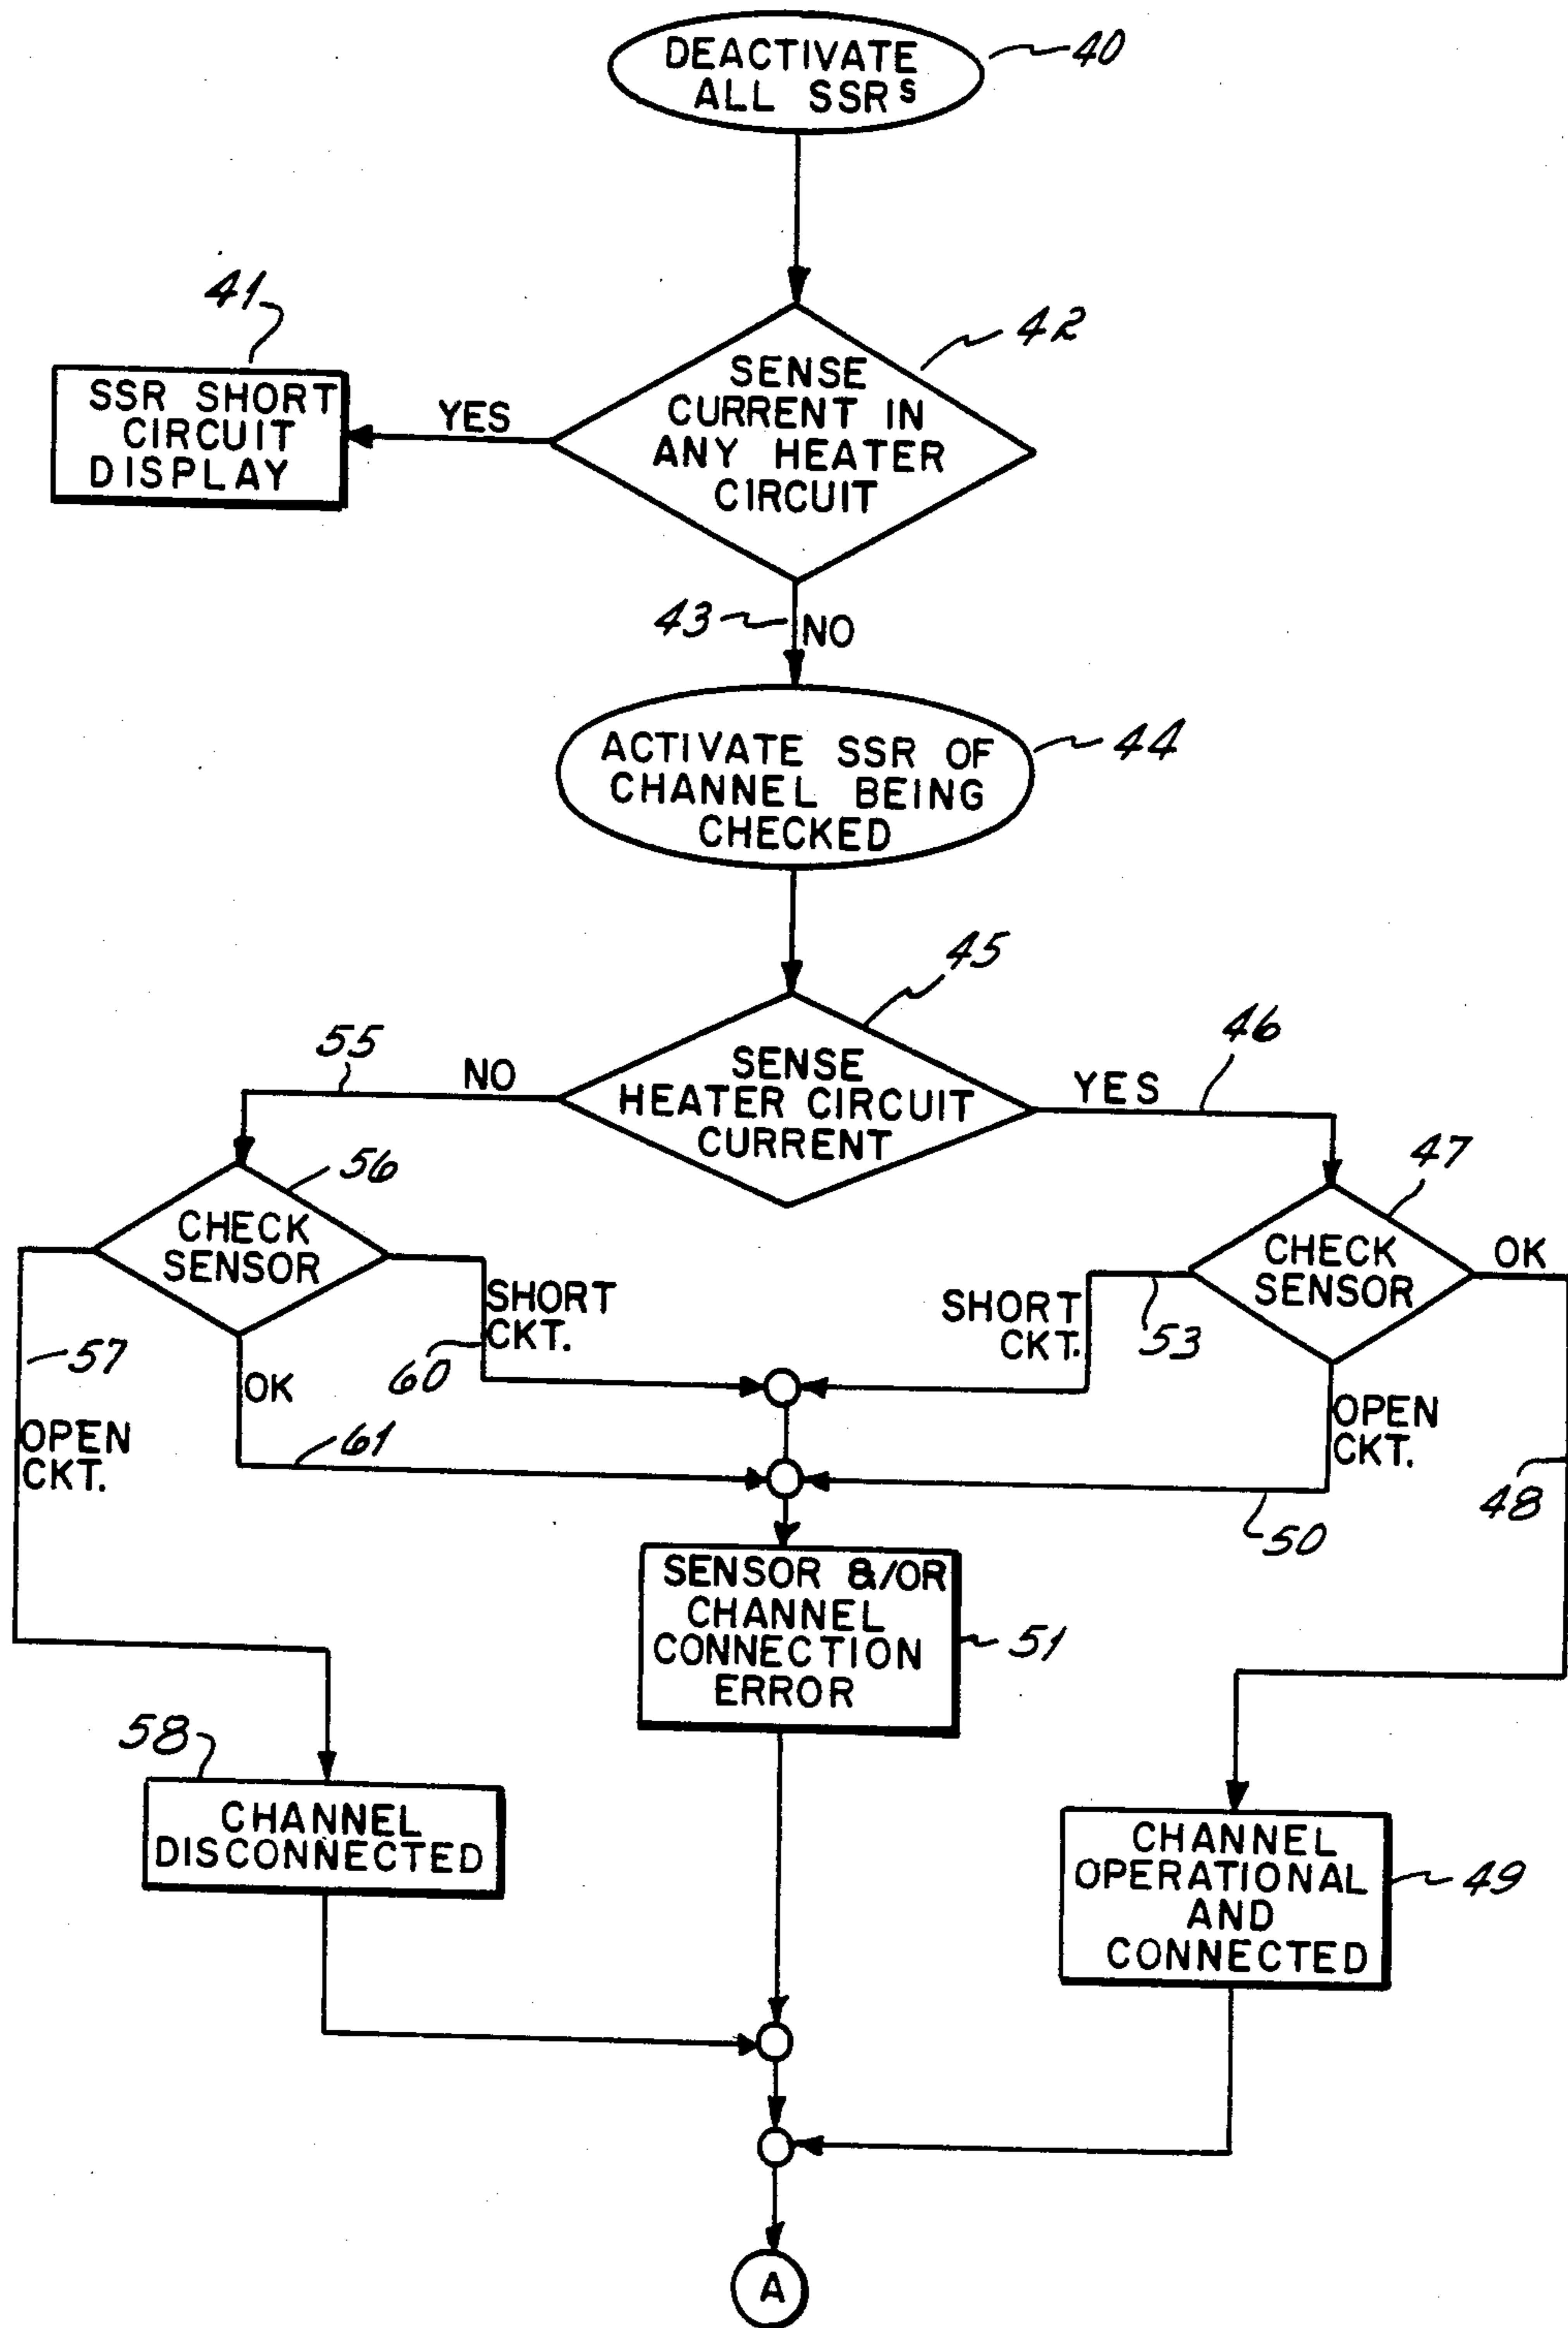 DEACTIVATE
ALL SSRS
40
41
42
SSR SHORT
CIRCUIT
DISPLAY
YES
SENSE
CURRENT IN
ANY HEATER
CIRCUIT
43
NO
ACTIVATE SSR OF
CHANNEL BEING
CHECKED
44
45
55
NO
SENSE
HEATER CIRCUIT
CURRENT
YES
46
56
CHECK
SENSOR
47
CHECK
SENSOR
OK
57
SHORT
CKT.
60
SHORT
CKT.
53
OK
OPEN
CKT.
61
OPEN
CKT.
48
50
SENSOR &/OR
CHANNEL
CONNECTION
ERROR
51
58
CHANNEL
DISCONNECTED
CHANNEL
OPERATIONAL
AND
CONNECTED
49
A